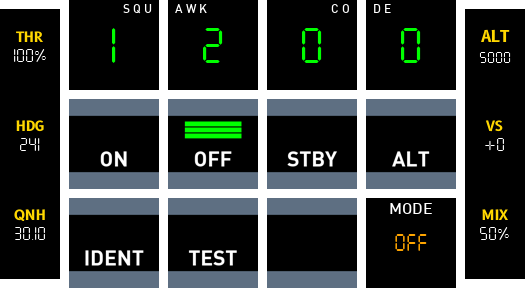 SQU AWK CO DE
1 2 0 0
THR
100%
ALT
5000
HDG
241
ON OFF STBY ALT
VS
+0
QNH
30.10
IDENT TEST
MODE
OFF
MIX
50%